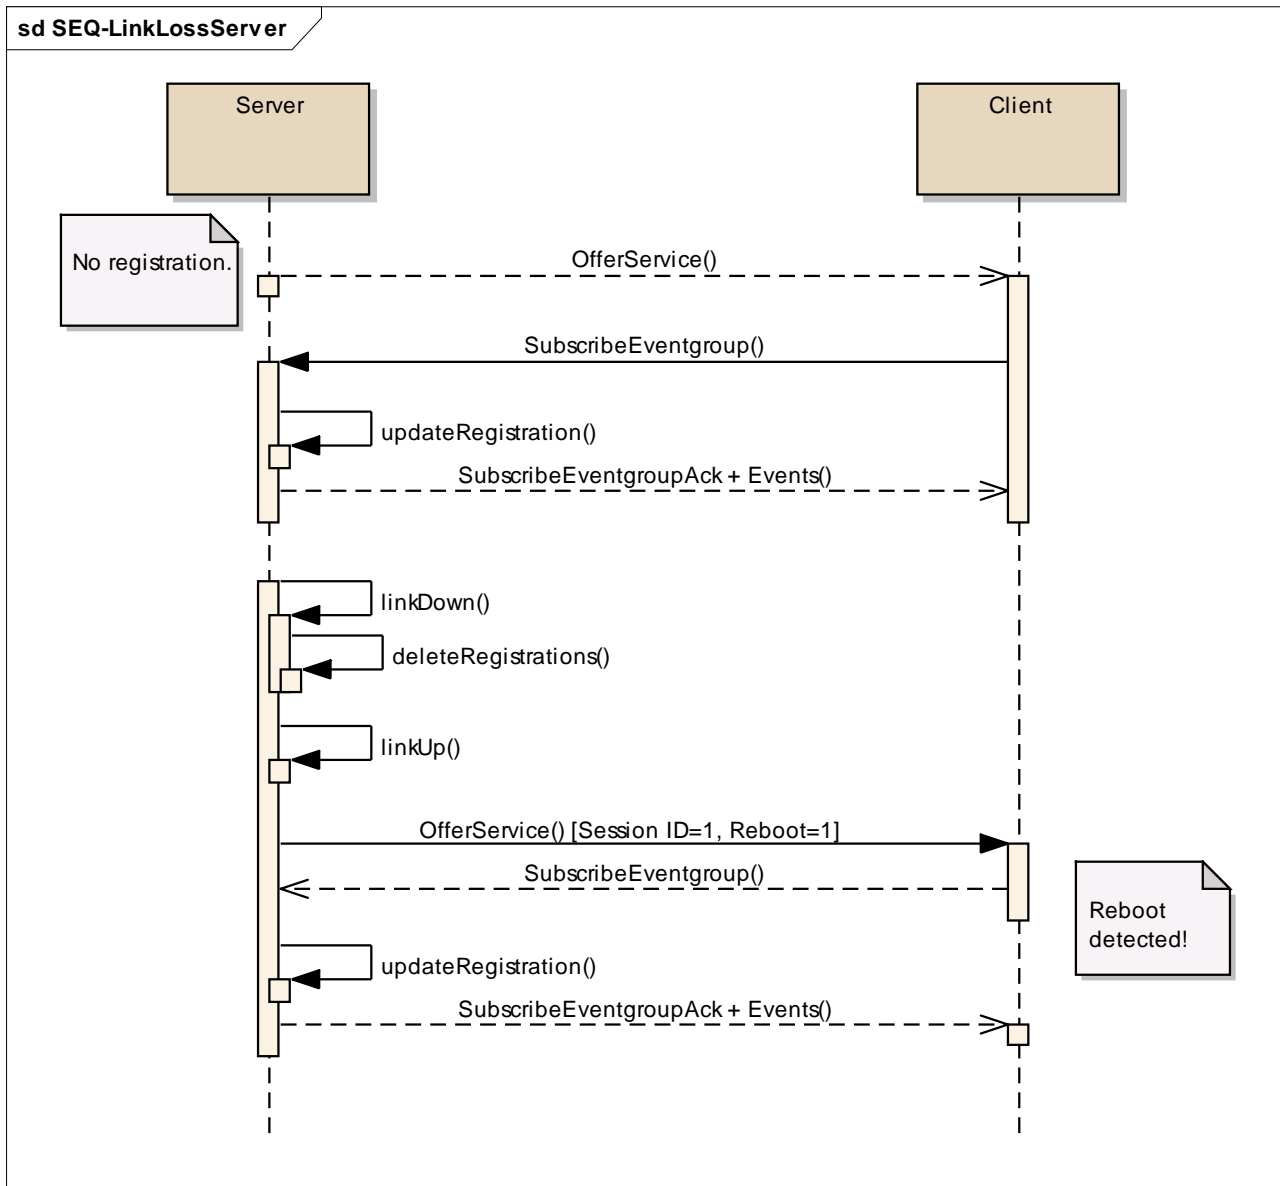 sd SEQ-LinkLossServer
Server
Client
No registration.
OfferService()
SubscribeEventgroup()
updateRegistration()
SubscribeEventgroupAck + Events()
linkDown()
deleteRegistrations()
linkUp()
OfferService() [Session ID=1, Reboot=1]
SubscribeEventgroup()
Reboot
detected!
updateRegistration()
SubscribeEventgroupAck + Events()